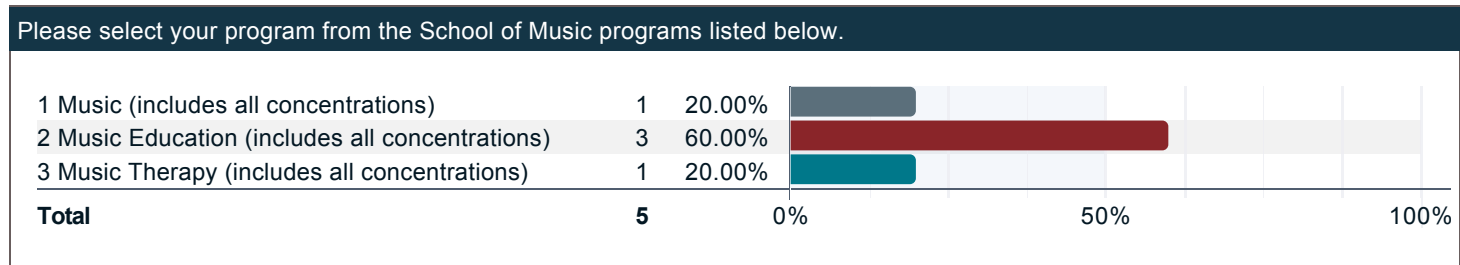 Please select your program from the School of Music programs listed below.
1 Music (includes all concentrations) 1 20.00%
2 Music Education (includes all concentrations) 3 60.00%
3 Music Therapy (includes all concentrations) 1 20.00%
Total 5 0% 50% 100%